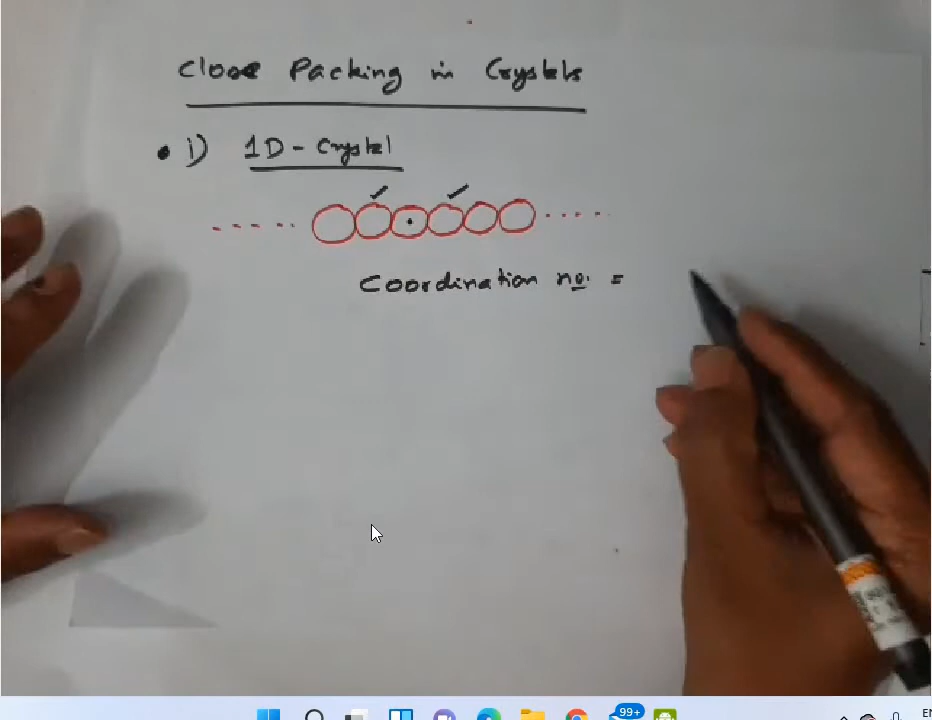 Close Packing in Crystals
• 1) 1D - Crystal
Coordination no. =
99+